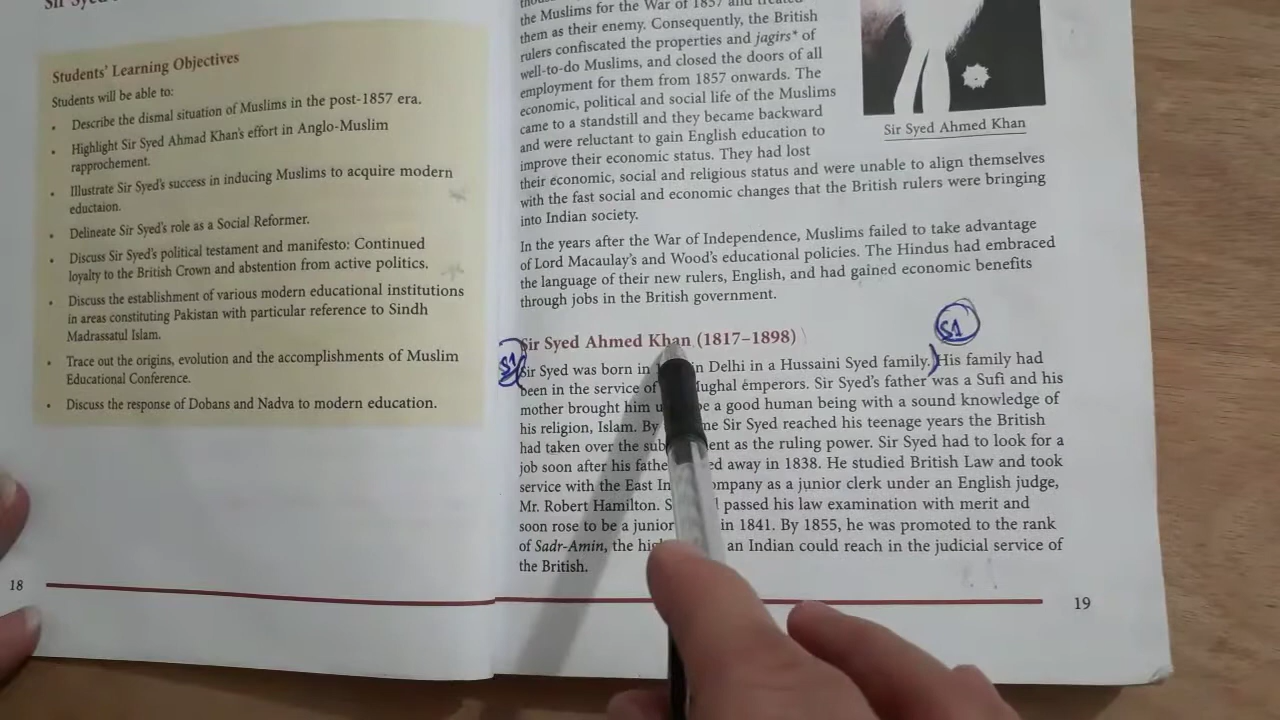 Sir Syed
Students' Learning Objectives
Students will be able to:
• Describe the dismal situation of Muslims in the post-1857 era.
• Highlight Sir Syed Ahmad Khan's effort in Anglo-Muslim
rapprochement.
• Illustrate Sir Syed's success in inducing Muslims to acquire modern
eductaion.
• Delineate Sir Syed's role as a Social Reformer.
• Discuss Sir Syed's political testament and manifesto: Continued
loyalty to the British Crown and abstention from active politics.
• Discuss the establishment of various modern educational institutions
in areas constituting Pakistan with particular reference to Sindh
Madrassatul Islam.
• Trace out the origins, evolution and the accomplishments of Muslim
Educational Conference.
• Discuss the response of Dobans and Nadva to modern education.
18
the Muslims for the War of 1857 and treated
them as their enemy. Consequently, the British
rulers confiscated the properties and jagirs* of
well-to-do Muslims, and closed the doors of all
employment for them from 1857 onwards. The
economic, political and social life of the Muslims
came to a standstill and they became backward
and were reluctant to gain English education to
improve their economic status. They had lost
their economic, social and religious status and were unable to align themselves
with the fast social and economic changes that the British rulers were bringing
into Indian society.
Sir Syed Ahmed Khan
In the years after the War of Independence, Muslims failed to take advantage
of Lord Macaulay's and Wood's educational policies. The Hindus had embraced
the language of their new rulers, English, and had gained economic benefits
through jobs in the British government.
S1
Sir Syed Ahmed Khan (1817–1898)
S1
Sir Syed was born in in Delhi in a Hussaini Syed family. His family had
been in the service of Mughal emperors. Sir Syed's father was a Sufi and his
mother brought him be a good human being with a sound knowledge of
his religion, Islam. By Sir Syed reached his teenage years the British
had taken over the as the ruling power. Sir Syed had to look for a
job soon after his away in 1838. He studied British Law and took
service with the East Company as a junior clerk under an English judge,
Mr. Robert Hamilton. passed his law examination with merit and
soon rose to be a junior in 1841. By 1855, he was promoted to the rank
of Sadr-Amin, the an Indian could reach in the judicial service of
the British.
19